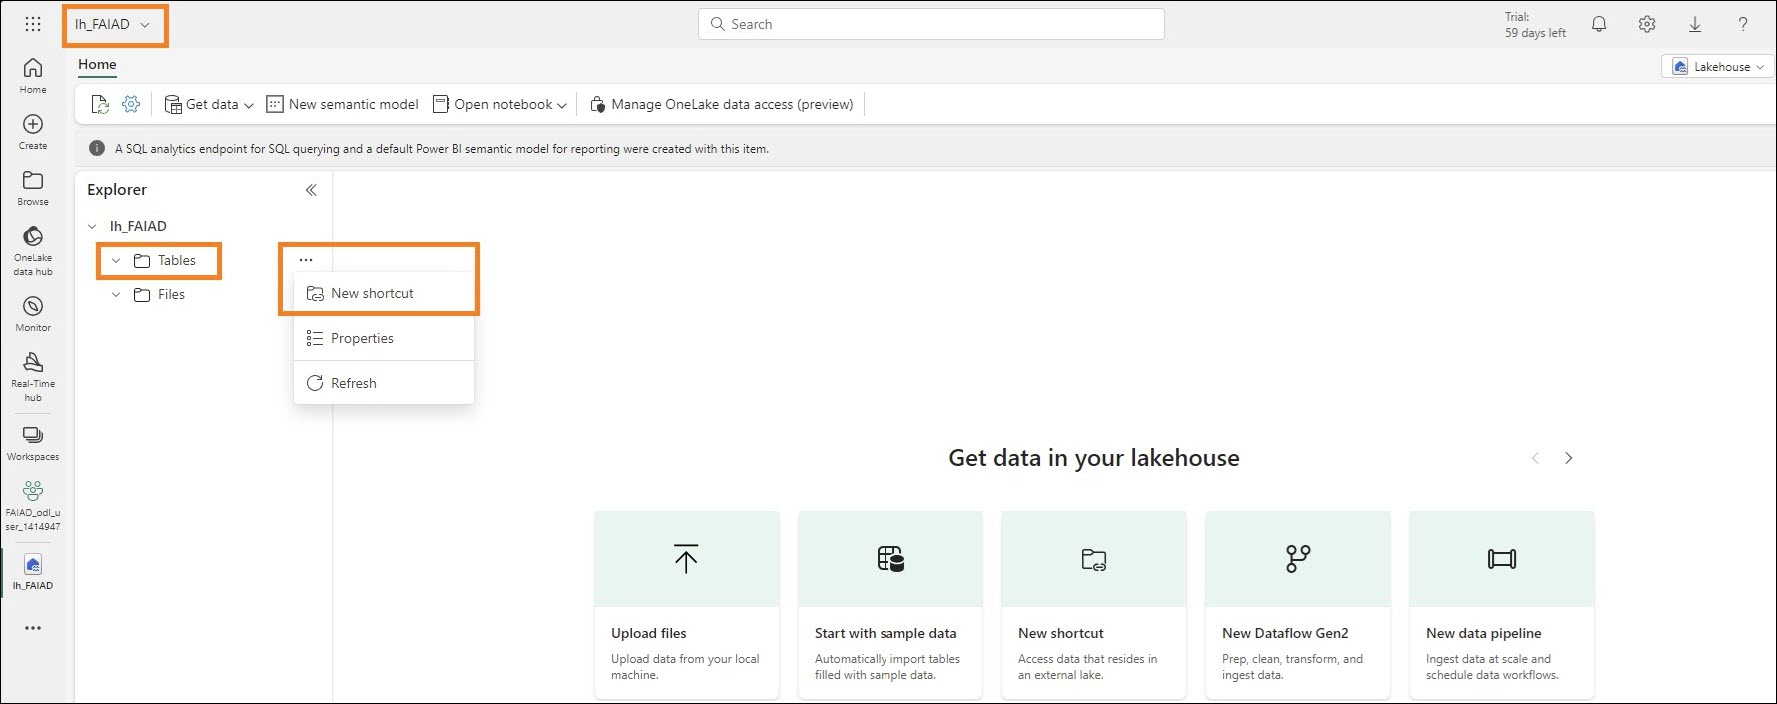 lh_FAIAD
Search
Trial:
59 days left
Home
Lakehouse
Get data
New semantic model
Open notebook
Manage OneLake data access (preview)
A SQL analytics endpoint for SQL querying and a default Power BI semantic model for reporting were created with this item.
Home
Create
Browse
OneLake
data hub
Monitor
Real-Time
hub
Workspaces
FAIAD_odl_u
ser_1414947
lh_FAIAD
Explorer
lh_FAIAD
Tables
Files
New shortcut
Properties
Refresh
Get data in your lakehouse
Upload files
Upload data from your local
machine.
Start with sample data
Automatically import tables
filled with sample data.
New shortcut
Access data that resides in
an external lake.
New Dataflow Gen2
Prep, clean, transform, and
ingest data.
New data pipeline
Ingest data at scale and
schedule data workflows.